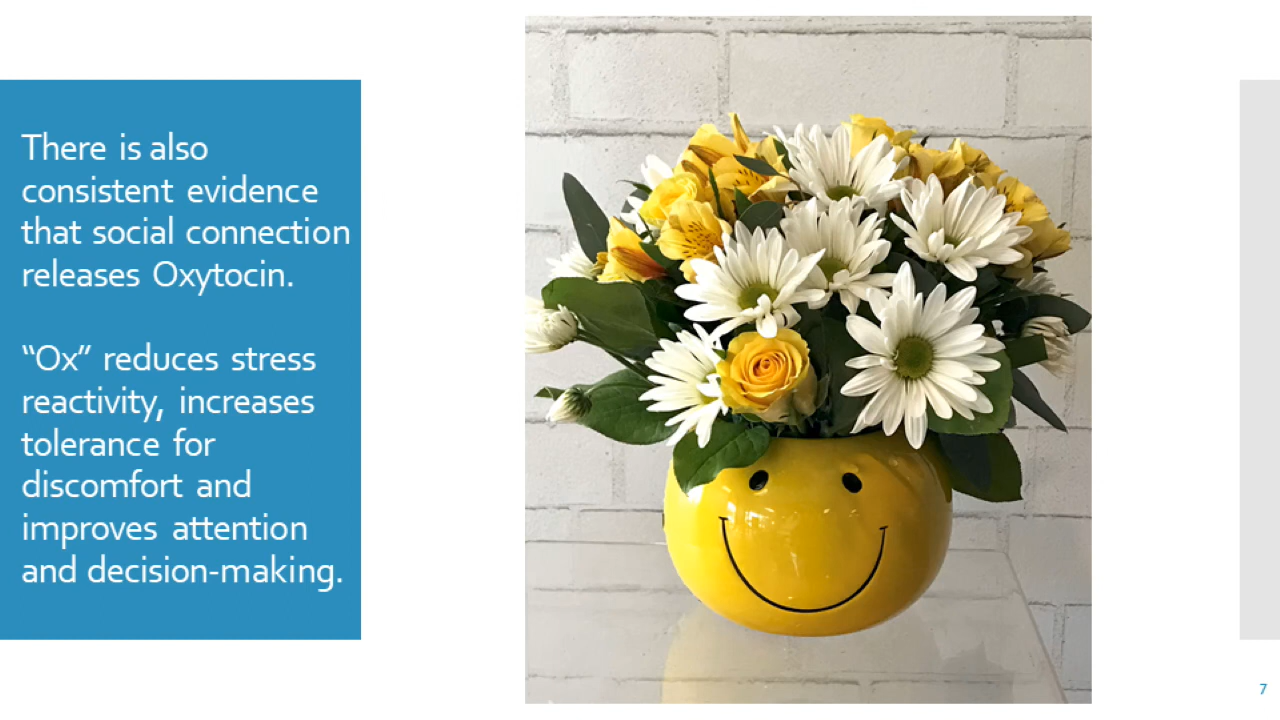 There is also
consistent evidence
that social connection
releases Oxytocin.
“Ox” reduces stress
reactivity, increases
tolerance for
discomfort and
improves attention
and decision-making.
7